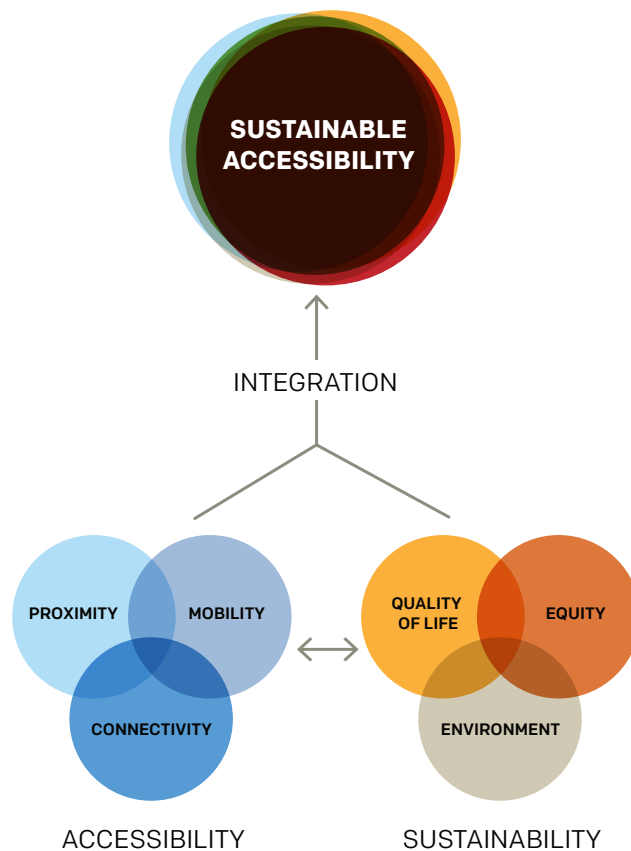 SUSTAINABLE
ACCESSIBILITY
INTEGRATION
PROXIMITY
MOBILITY
CONNECTIVITY
QUALITY
OF LIFE
EQUITY
ENVIRONMENT
ACCESSIBILITY
SUSTAINABILITY